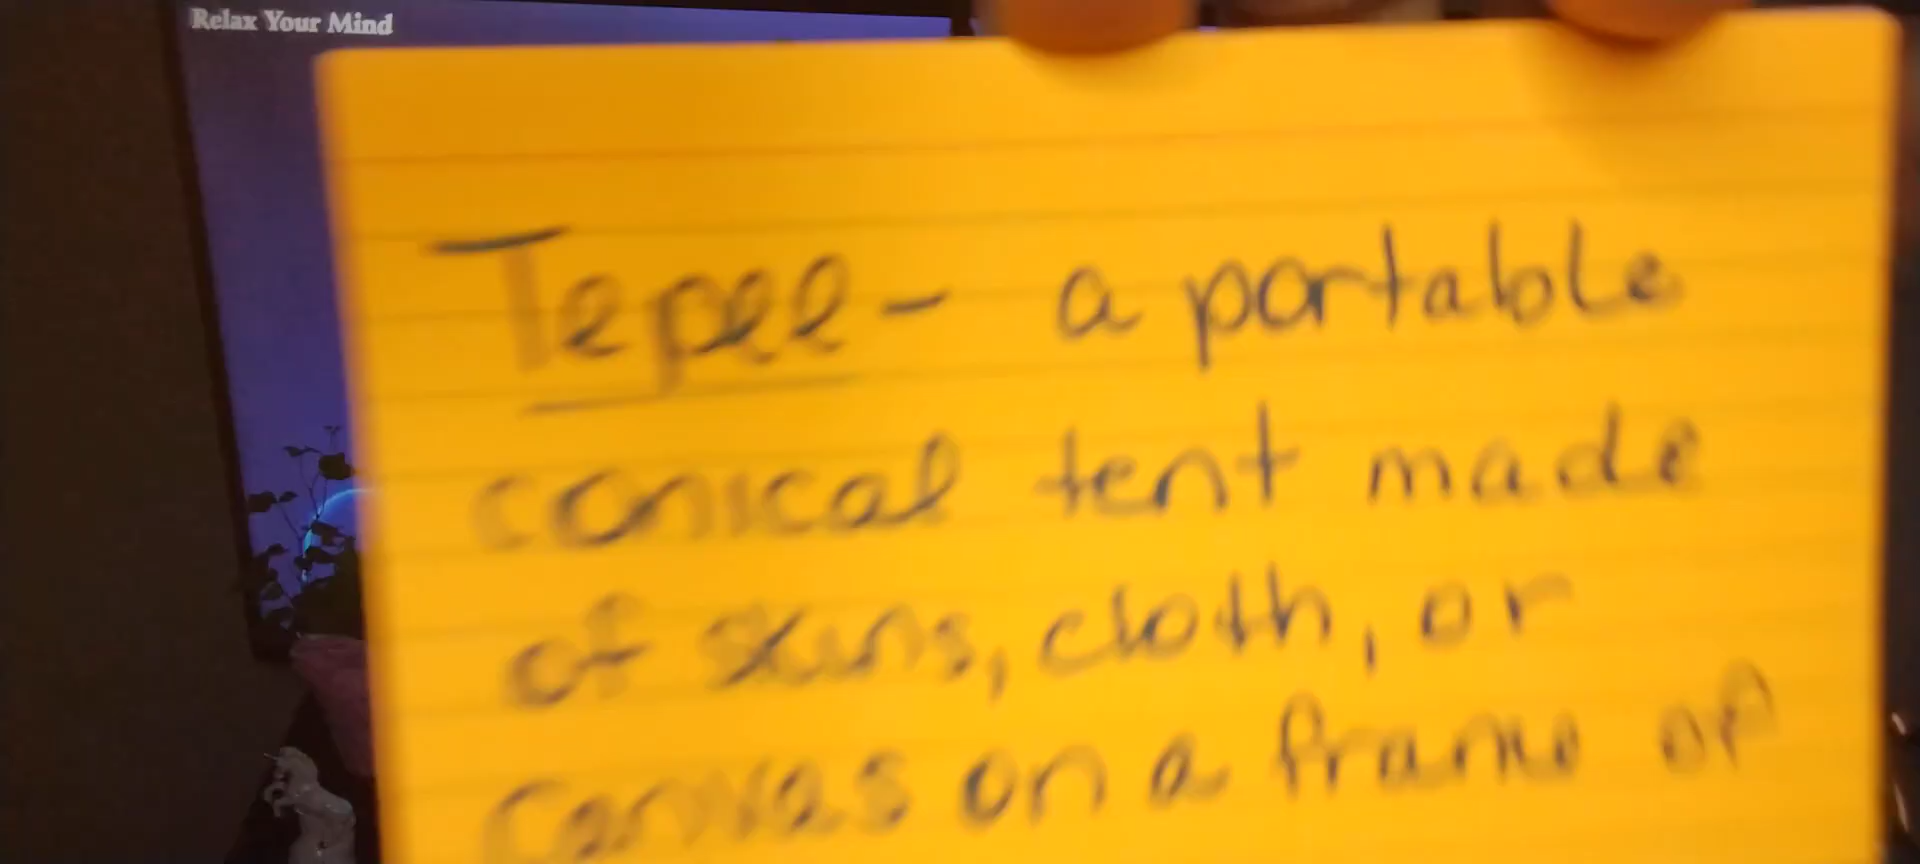 Relax Your Mind
Tepee- a portable
conical tent made
of skins, cloth, or
canvas on a frame of